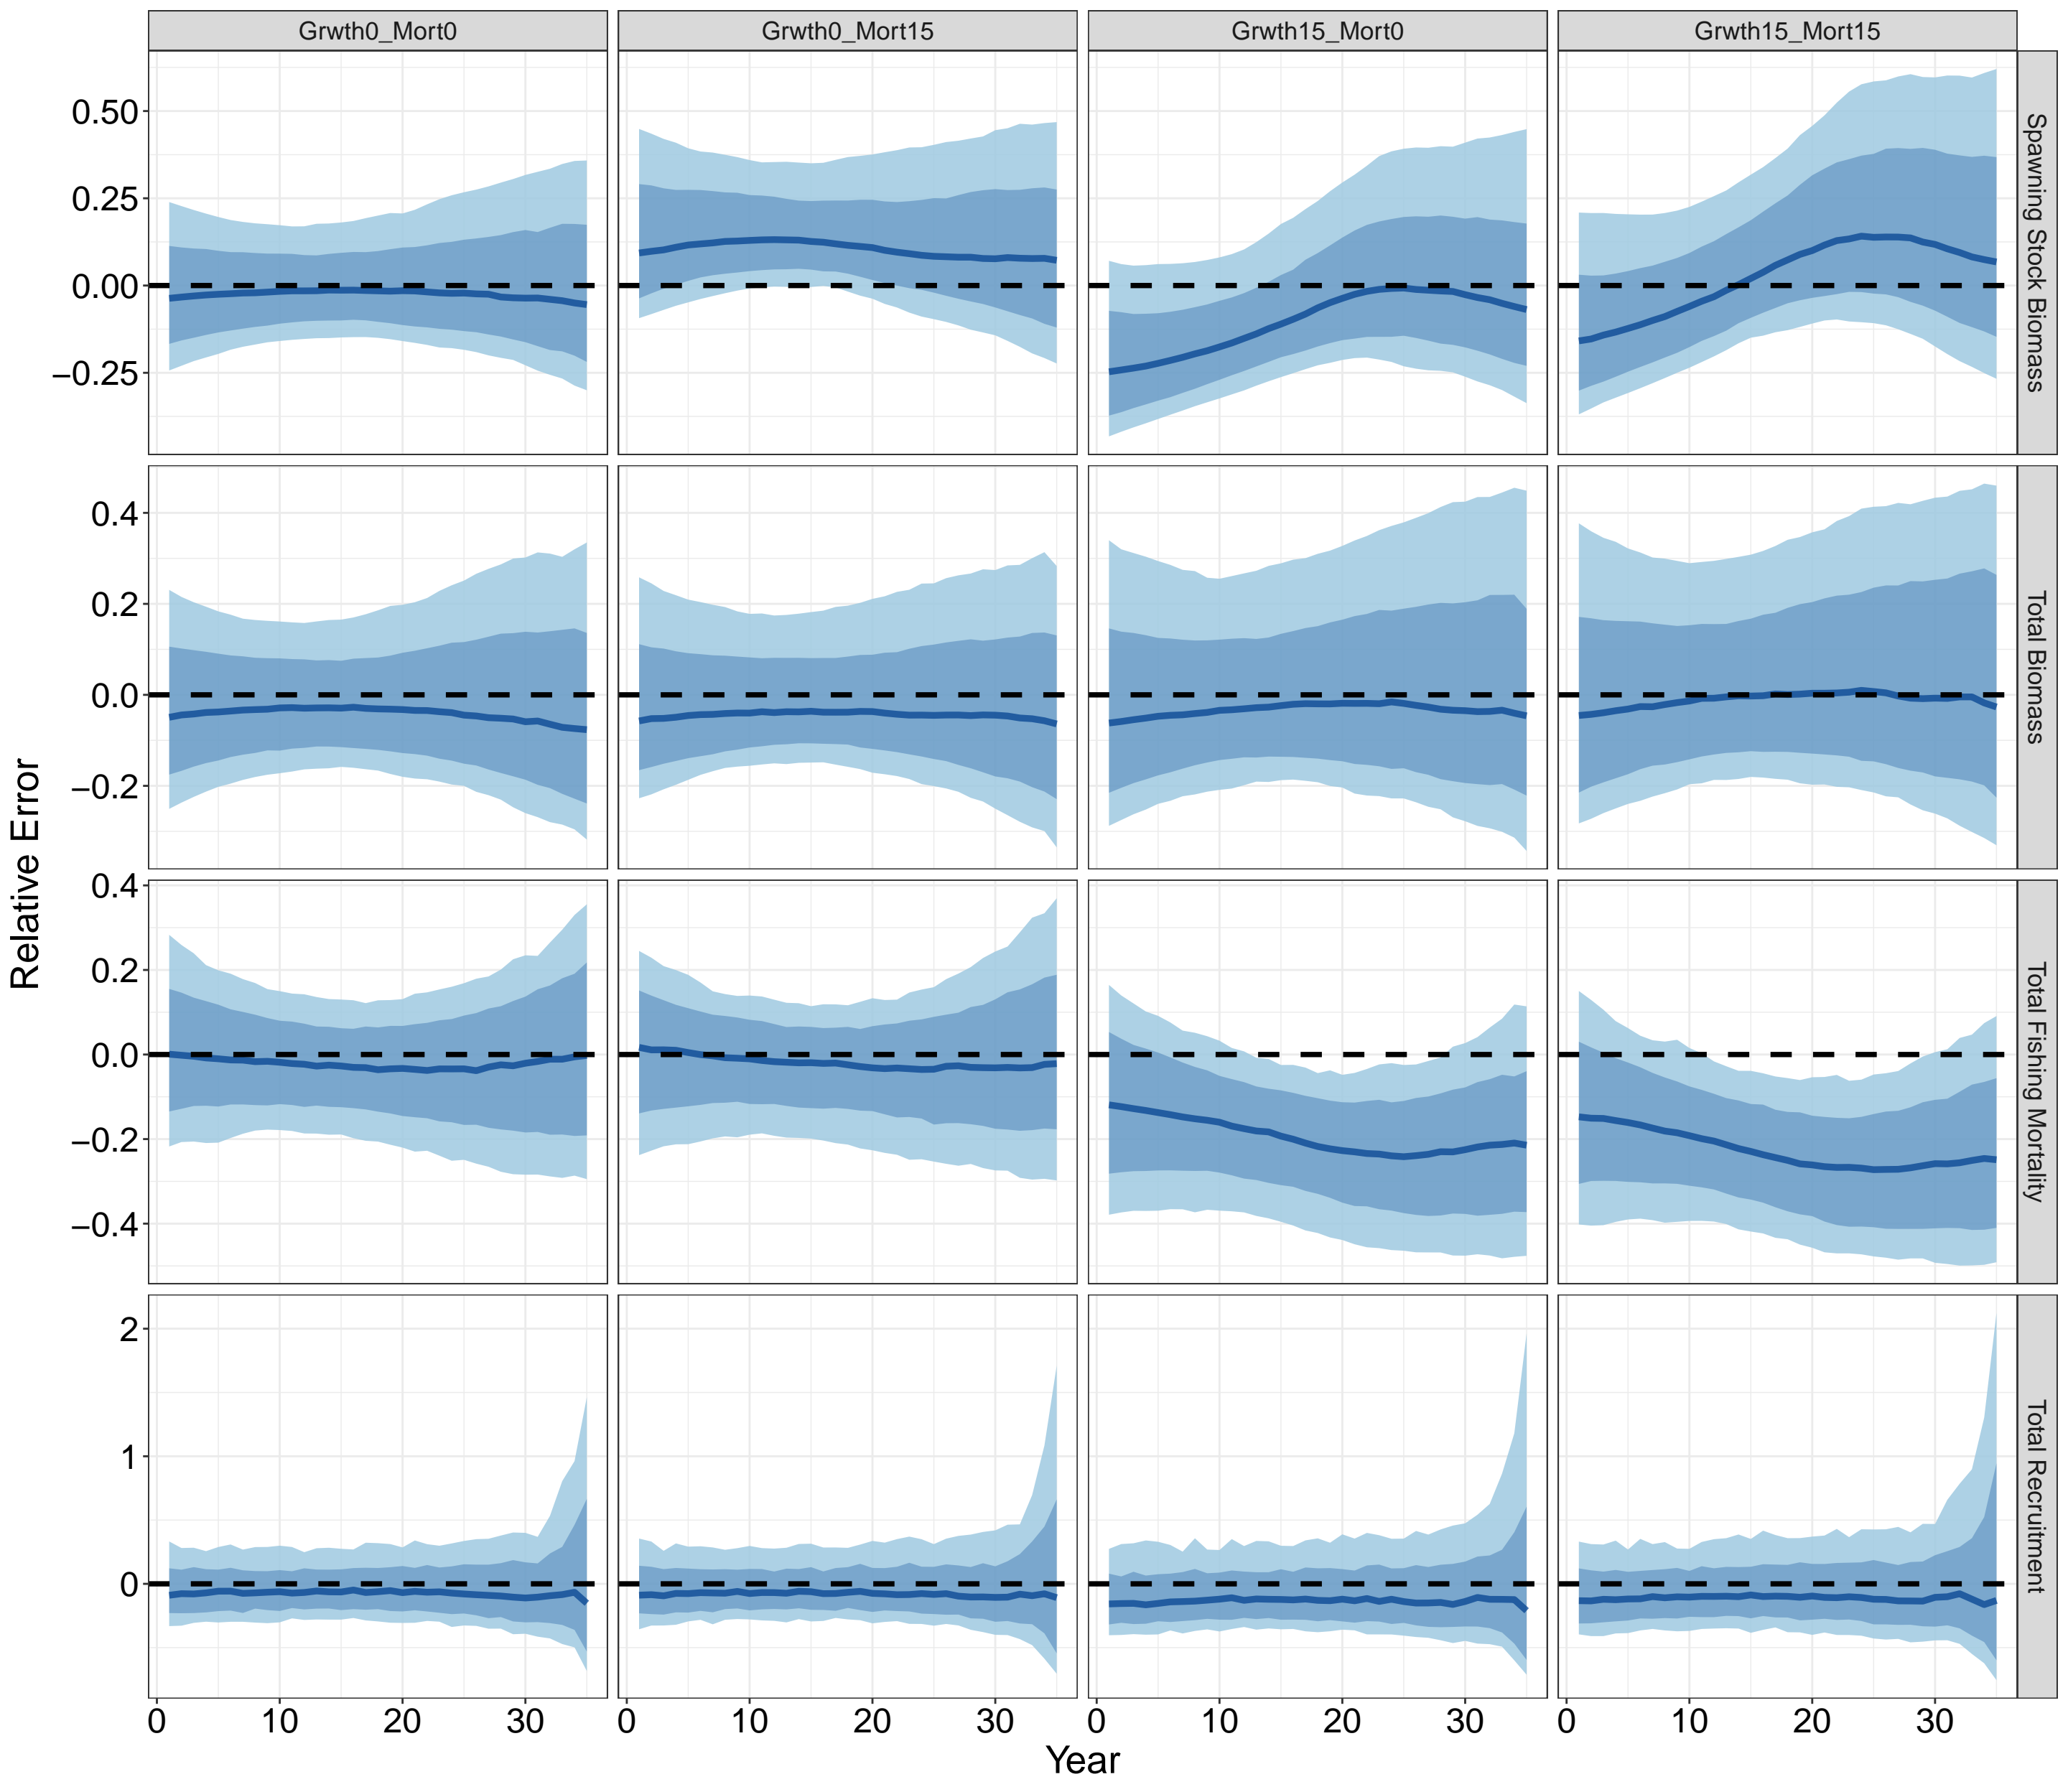 Grwth0_Mort0 Grwth0_Mort15 Grwth15_Mort0 Grwth15_Mort15
0.50
0.25
0.00
−0.25
Spawning Stock Biomass
0.4
0.2
0.0
−0.2
Total Biomass
Relative Error
0.4
0.2
0.0
−0.2
−0.4
Total Fishing Mortality
2
1
0
Total Recruitment
0 10 20 30 0 10 20 30 0 10 20 30 0 10 20 30
Year